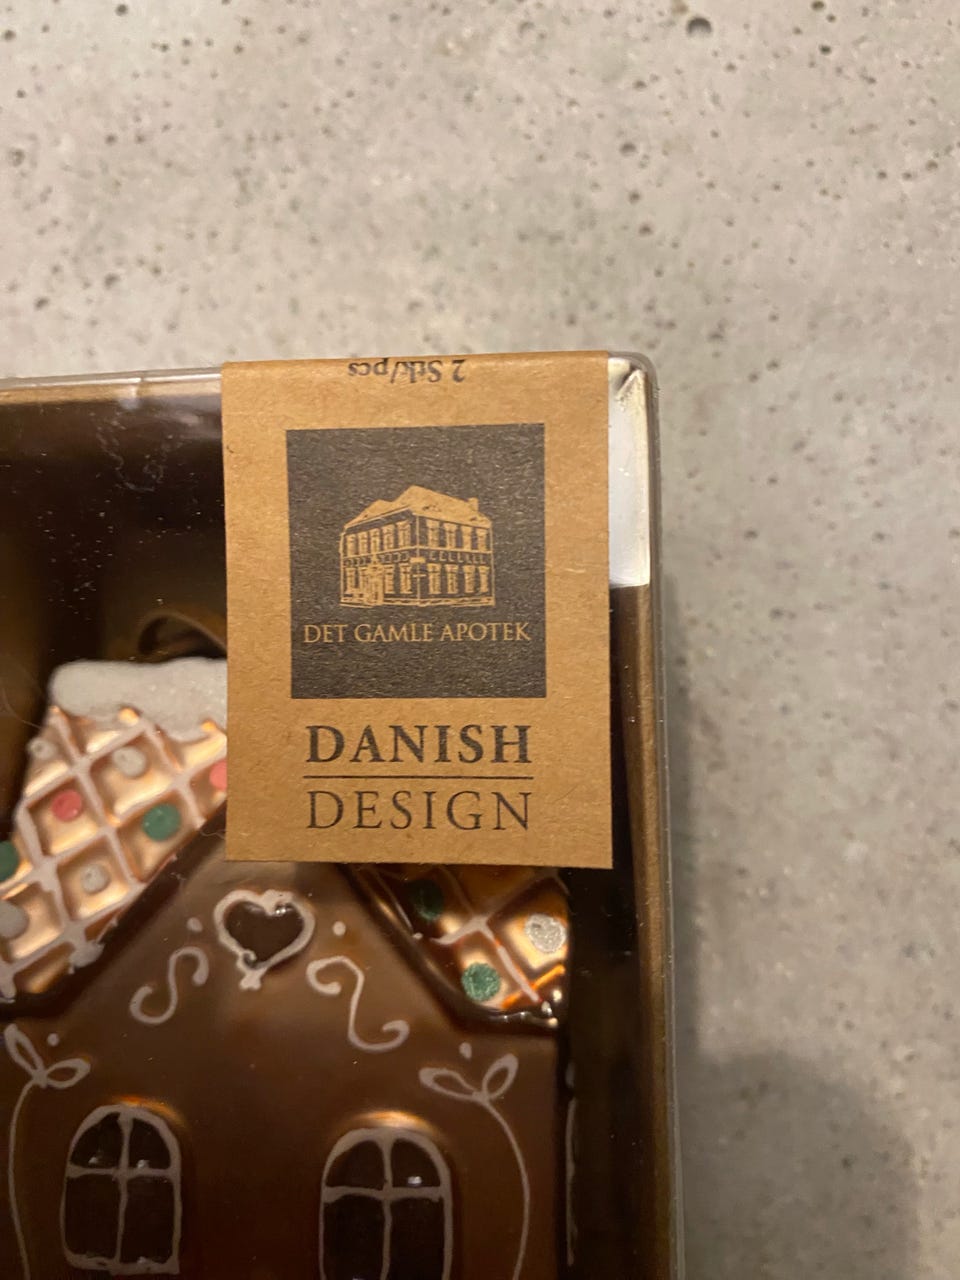 2 Stk/pcs
DET GAMLE APOTEK
DANISH
DESIGN